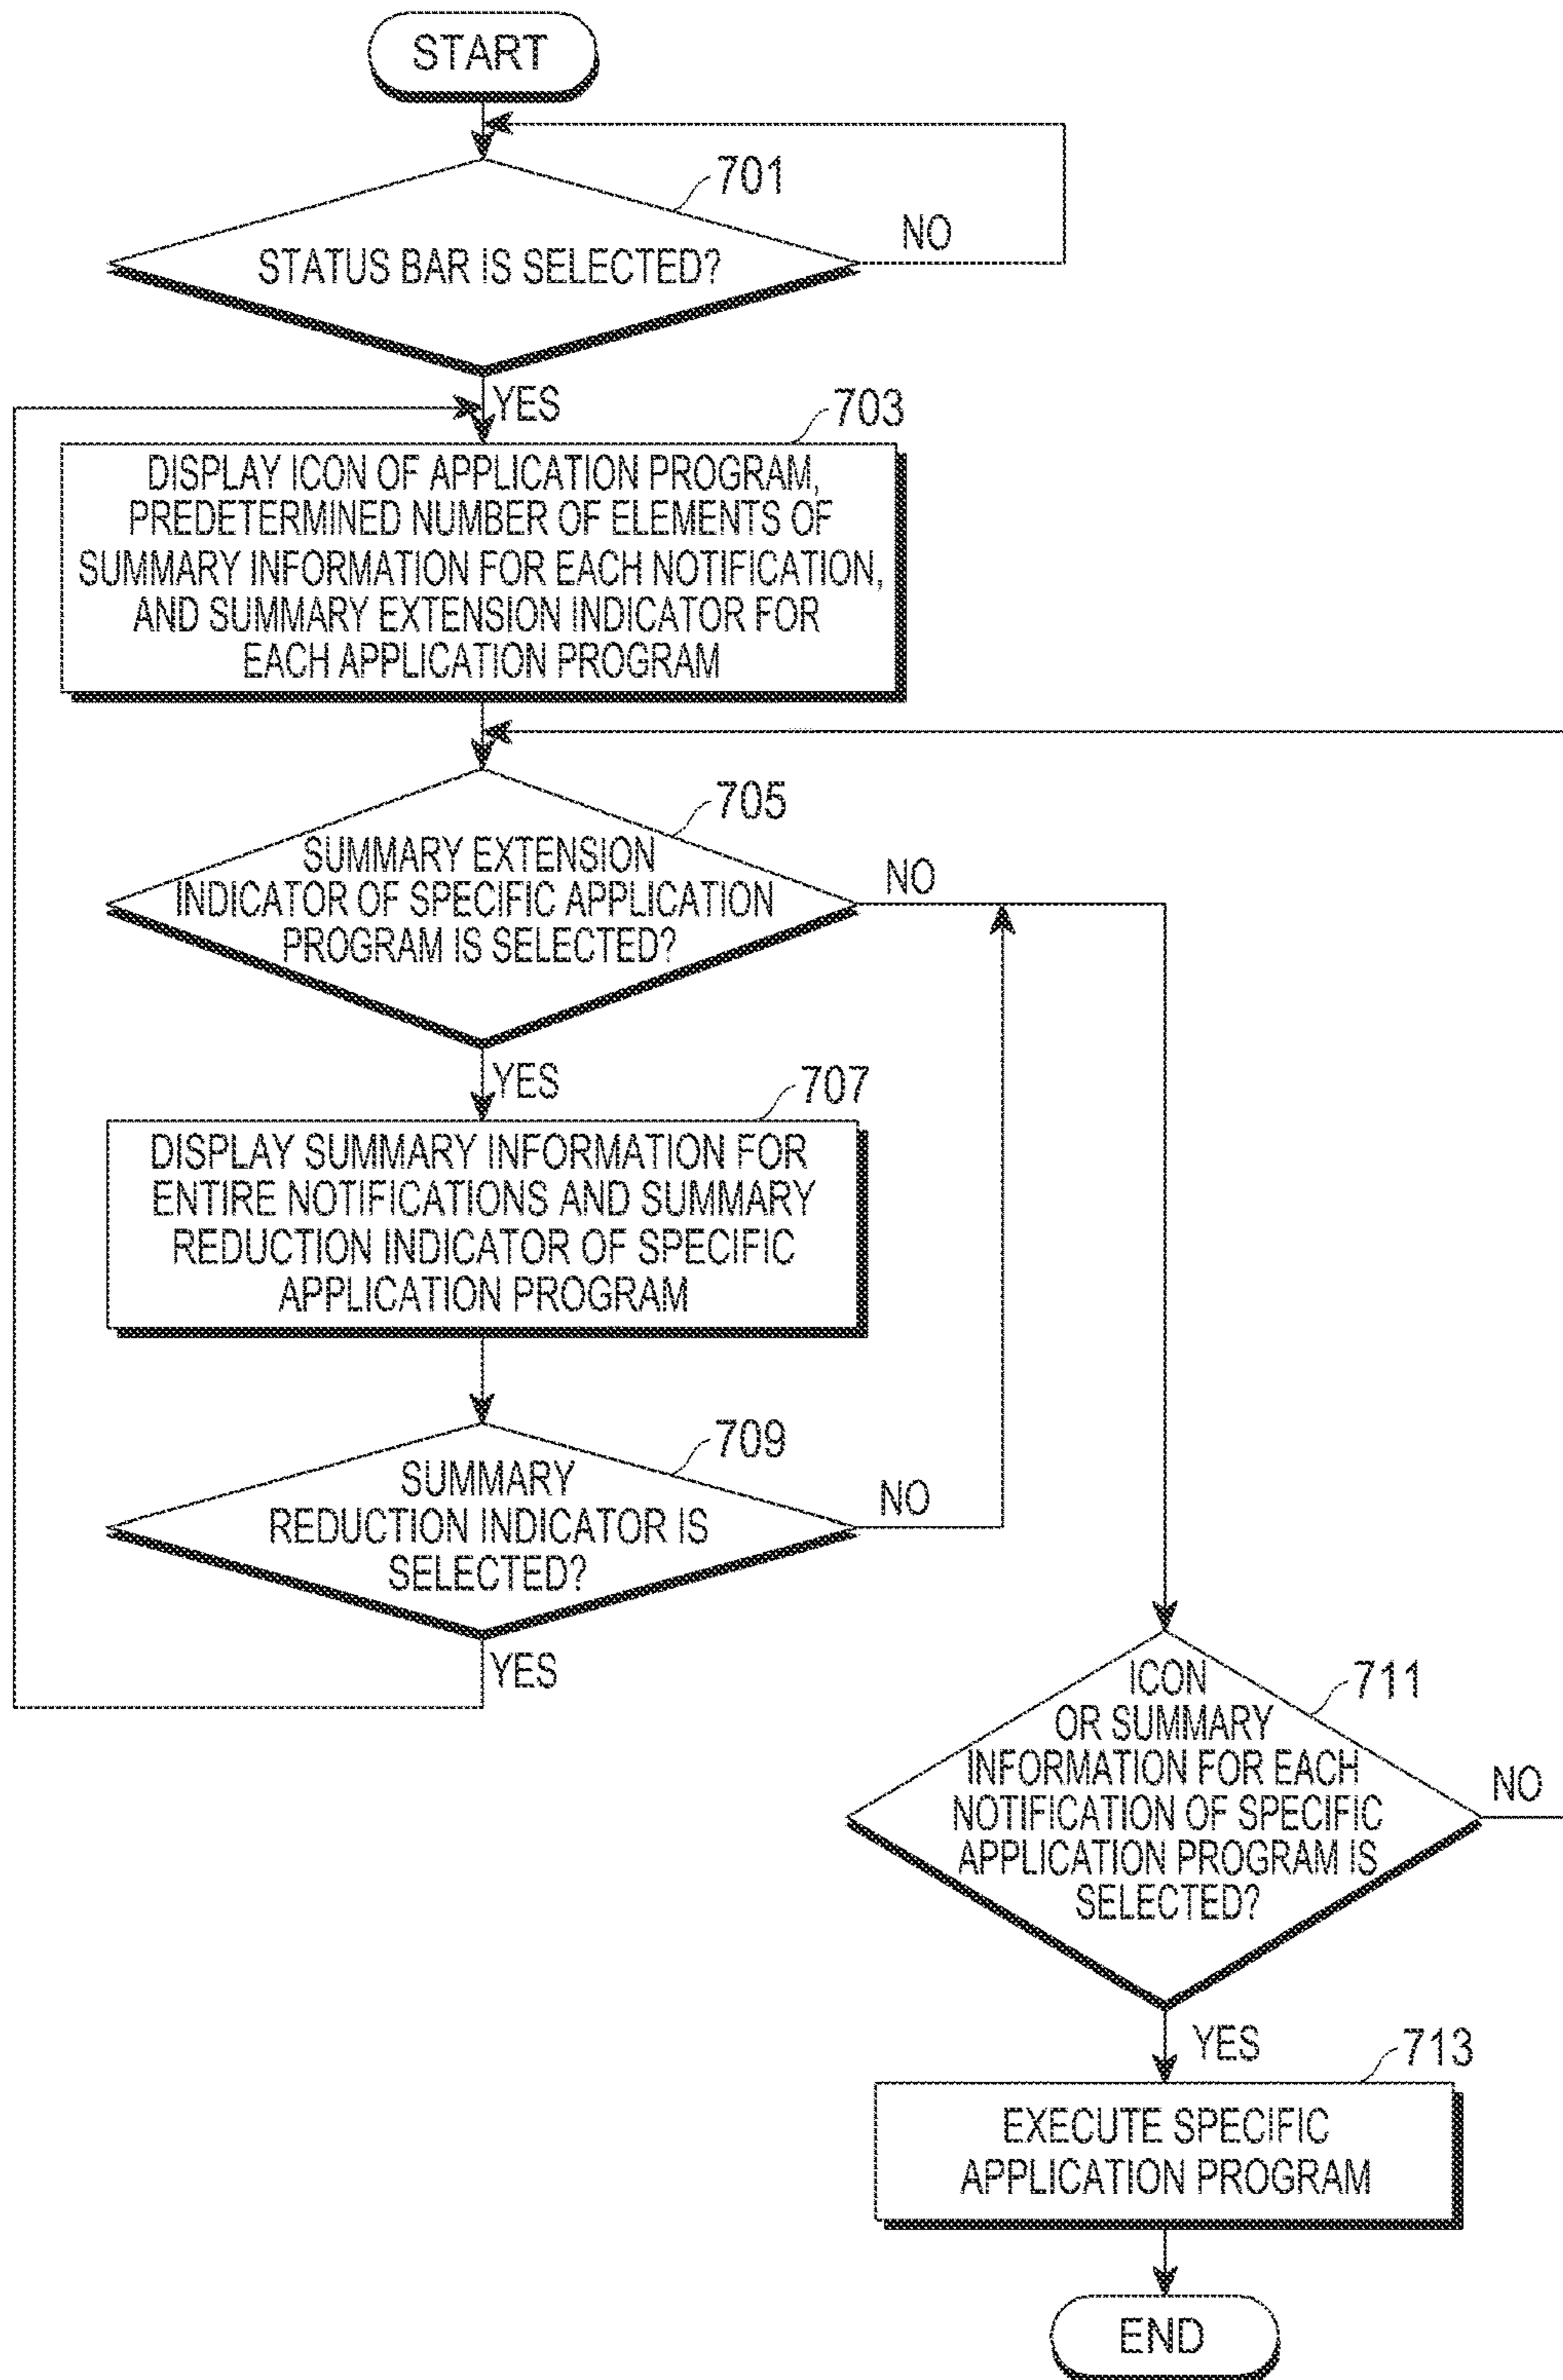 START
701
NO
STATUS BAR IS SELECTED?
YES
703
DISPLAY ICON OF APPLICATION PROGRAM,
PREDETERMINED NUMBER OF ELEMENTS OF
SUMMARY INFORMATION FOR EACH NOTIFICATION,
AND SUMMARY EXTENSION INDICATOR FOR
EACH APPLICATION PROGRAM
705
SUMMARY EXTENSION
INDICATOR OF SPECIFIC APPLICATION
PROGRAM IS SELECTED?
NO
YES
707
DISPLAY SUMMARY INFORMATION FOR
ENTIRE NOTIFICATIONS AND SUMMARY
REDUCTION INDICATOR OF SPECIFIC
APPLICATION PROGRAM
709
SUMMARY
REDUCTION INDICATOR IS
SELECTED?
NO
YES
711
ICON
OR SUMMARY
INFORMATION FOR EACH
NOTIFICATION OF SPECIFIC
APPLICATION PROGRAM IS
SELECTED?
NO
YES
713
EXECUTE SPECIFIC
APPLICATION PROGRAM
END